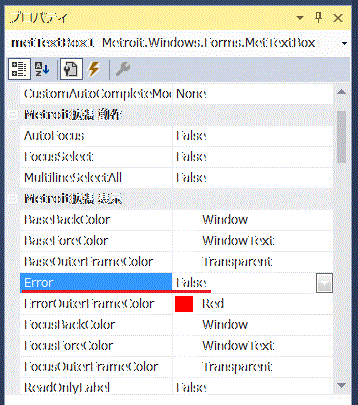 プロパティ
metTextBox1 Metroit.Windows.Forms.MetTextBox
CustomAutoCompleteMod None
Metroit拡張 動作
AutoFocus False
FocusSelect False
MultilineSelectAll False
Metroit拡張 表示
BaseBackColor Window
BaseForeColor WindowText
BaseOuterFrameColor Transparent
Error False
ErrorOuterFrameColor Red
FocusBackColor Window
FocusForeColor WindowText
FocusOuterFrameColor Transparent
ReadOnlyLabel False